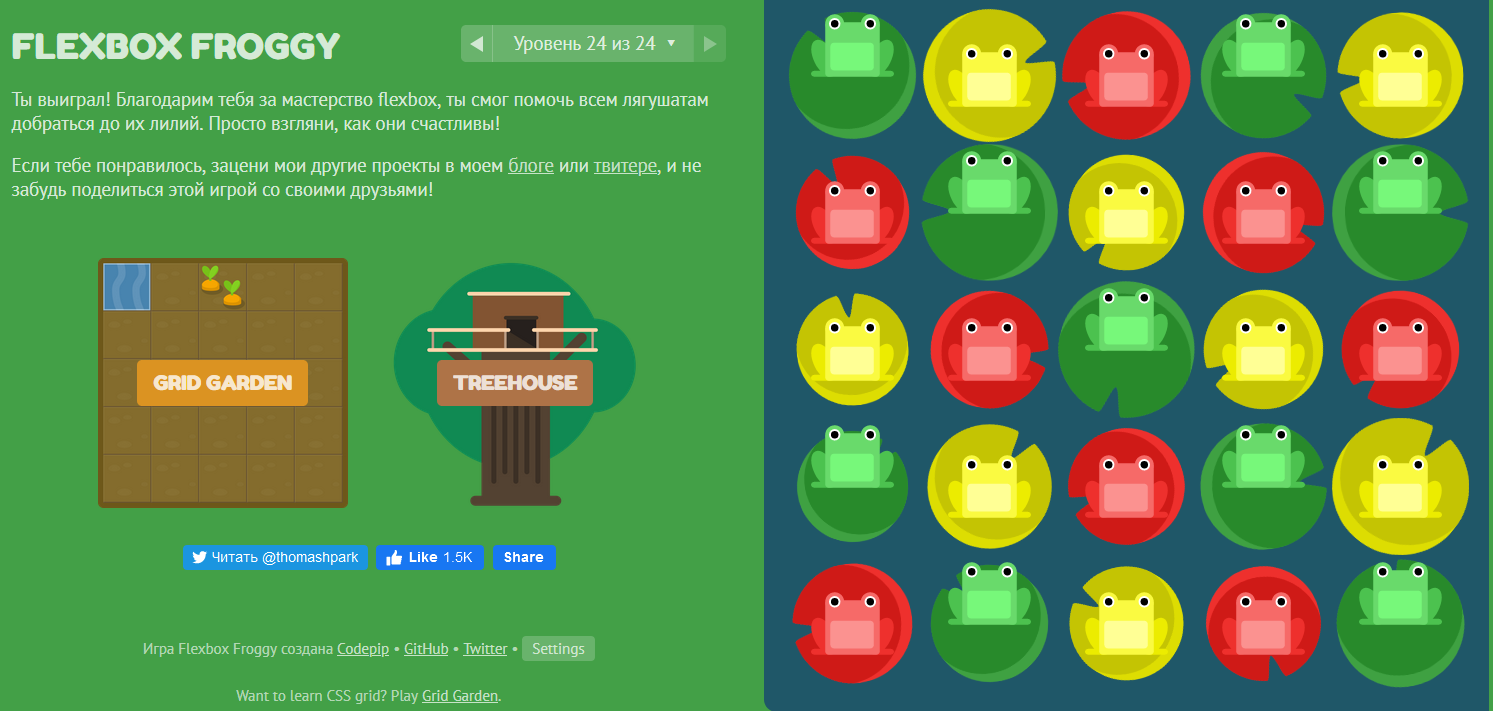 FLEXBOX FROGGY
Уровень 24 из 24
Ты выиграл! Благодарим тебя за мастерство flexbox, ты смог помочь всем лягушатам
добраться до их лилий. Просто взгляни, как они счастливы!
Если тебе понравилось, зацени мои другие проекты в моем блоге или твитере, и не
забудь поделиться этой игрой со своими друзьями!
GRID GARDEN
TREEHOUSE
Читать @thomashpark
Like 1.5K
Share
Игра Flexbox Froggy создана Codepip • GitHub • Twitter • Settings
Want to learn CSS grid? Play Grid Garden.